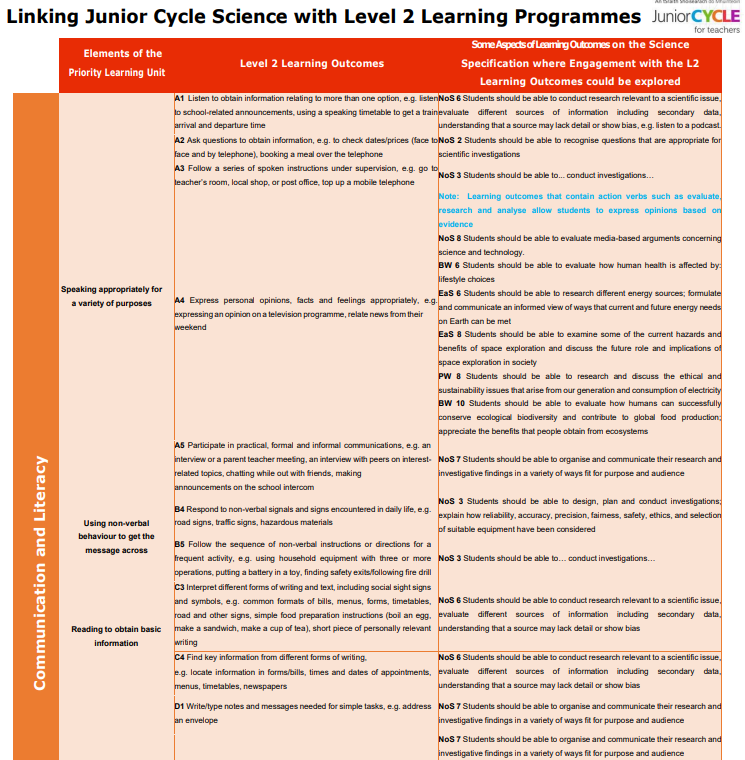 An tSraith Shóisearach do Mhúinteoirí
Linking Junior Cycle Science with Level 2 Learning Programmes
JuniorCYCLE
for teachers
Elements of the
Priority Learning Unit
Level 2 Learning Outcomes
Some Aspects of Learning Outcomes on the Science
Specification where Engagement with the L2
Learning Outcomes could be explored
Communication and Literacy
Speaking appropriately for
a variety of purposes
A1 Listen to obtain information relating to more than one option, e.g. listen
to school-related announcements, using a speaking timetable to get a train
arrival and departure time
NoS 6 Students should be able to conduct research relevant to a scientific issue,
evaluate different sources of information including secondary data,
understanding that a source may lack detail or show bias, e.g. listen to a podcast.
A2 Ask questions to obtain information, e.g. to check dates/prices (face to
face and by telephone), booking a meal over the telephone
NoS 2 Students should be able to recognise questions that are appropriate for
scientific investigations
A3 Follow a series of spoken instructions under supervision, e.g. go to
teacher's room, local shop, or post office, top up a mobile telephone
NoS 3 Students should be able to... conduct investigations…
A4 Express personal opinions, facts and feelings appropriately, e.g.
expressing an opinion on a television programme, relate news from their
weekend
Note: Learning outcomes that contain action verbs such as evaluate,
research and analyse allow students to express opinions based on
evidence
NoS 8 Students should be able to evaluate media-based arguments concerning
science and technology.
BW 6 Students should be able to evaluate how human health is affected by:
lifestyle choices
EaS 6 Students should be able to research different energy sources; formulate
and communicate an informed view of ways that current and future energy needs
on Earth can be met
EaS 8 Students should be able to examine some of the current hazards and
benefits of space exploration and discuss the future role and implications of
space exploration in society
PW 8 Students should be able to research and discuss the ethical and
sustainability issues that arise from our generation and consumption of electricity
BW 10 Students should be able to evaluate how humans can successfully
conserve ecological biodiversity and contribute to global food production;
appreciate the benefits that people obtain from ecosystems
A5 Participate in practical, formal and informal communications, e.g. an
interview or a parent teacher meeting, an interview with peers on interest-
related topics, chatting while out with friends, making
announcements on the school intercom
NoS 7 Students should be able to organise and communicate their research and
investigative findings in a variety of ways fit for purpose and audience
Using non-verbal
behaviour to get the
message across
B4 Respond to non-verbal signals and signs encountered in daily life, e.g.
road signs, traffic signs, hazardous materials
NoS 3 Students should be able to design, plan and conduct investigations;
explain how reliability, accuracy, precision, fairness, safety, ethics, and selection
of suitable equipment have been considered
B5 Follow the sequence of non-verbal instructions or directions for a
frequent activity, e.g. using household equipment with three or more
operations, putting a battery in a toy, finding safety exits/following fire drill
NoS 3 Students should be able to… conduct investigations…
Reading to obtain basic
information
C3 Interpret different forms of writing and text, including social sight signs
and symbols, e.g. common formats of bills, menus, forms, timetables,
road and other signs, simple food preparation instructions (boil an egg,
make a sandwich, make a cup of tea), short piece of personally relevant
writing
NoS 6 Students should be able to conduct research relevant to a scientific issue,
evaluate different sources of information including secondary data,
understanding that a source may lack detail or show bias
C4 Find key information from different forms of writing,
e.g. locate information in forms/bills, times and dates of appointments,
menus, timetables, newspapers
NoS 6 Students should be able to conduct research relevant to a scientific issue,
evaluate different sources of information including secondary data,
understanding that a source may lack detail or show bias
D1 Write/type notes and messages needed for simple tasks, e.g. address
an envelope
NoS 7 Students should be able to organise and communicate their research and
investigative findings in a variety of ways fit for purpose and audience
NoS 7 Students should be able to organise and communicate their research and
investigative findings in a variety of ways fit for purpose and audience